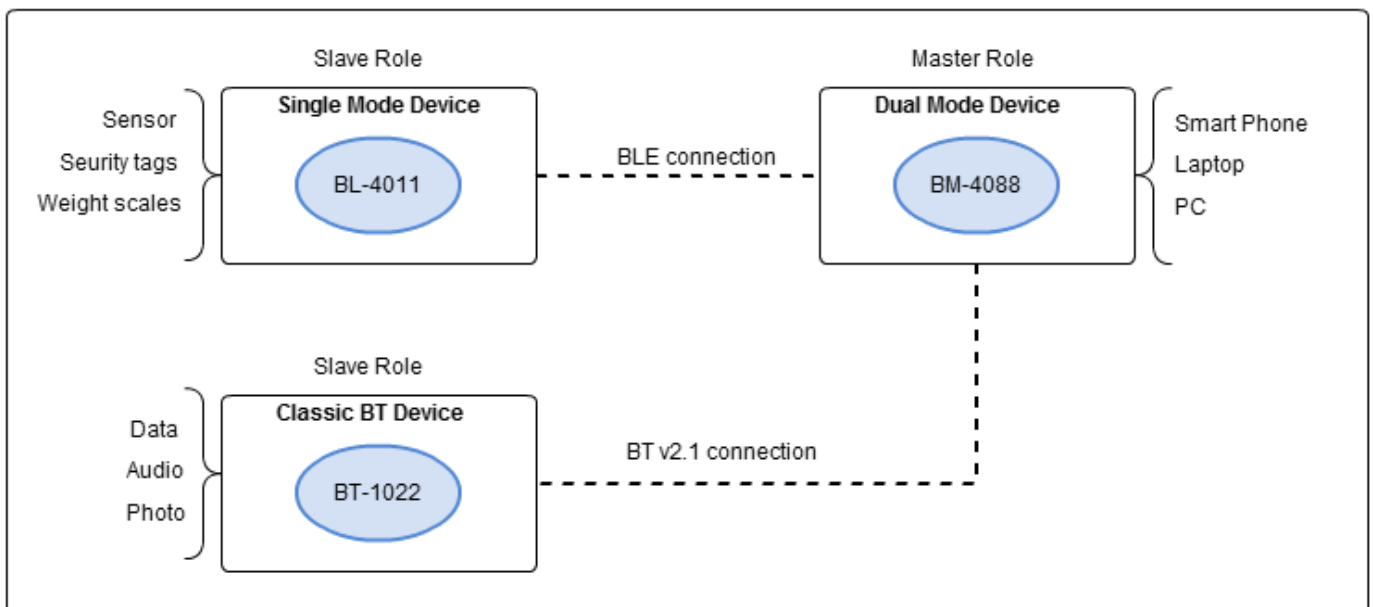 Slave Role
Master Role
Single Mode Device
Dual Mode Device
Sensor
Seurity tags
Weight scales
BL-4011
BLE connection
BM-4088
Smart Phone
Laptop
PC
Slave Role
Classic BT Device
Data
Audio
Photo
BT-1022
BT v2.1 connection